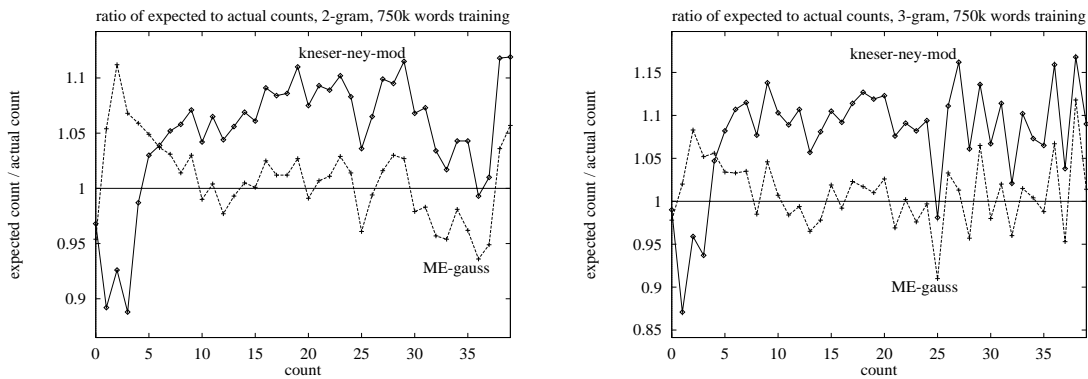 ratio of expected to actual counts, 2-gram, 750k words training
kneser-ney-mod
1.1
1.05
1
0.95
0.9
expected count / actual count
ME-gauss
0 5 10 15 20 25 30 35
count
ratio of expected to actual counts, 3-gram, 750k words training
kneser-ney-mod
1.15
1.1
1.05
1
0.95
0.9
0.85
expected count / actual count
ME-gauss
0 5 10 15 20 25 30 35
count